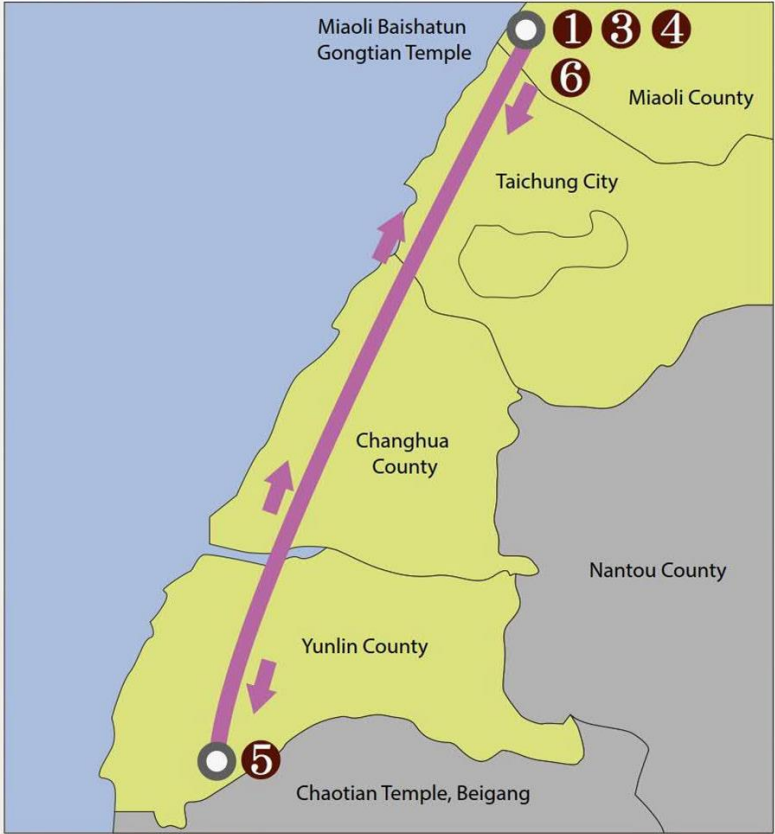 Miaoli Baishatun
Gongtian Temple
1 3 4
6
Miaoli County
Taichung City
Changhua
County
Nantou County
Yunlin County
5
Chaotian Temple, Beigang